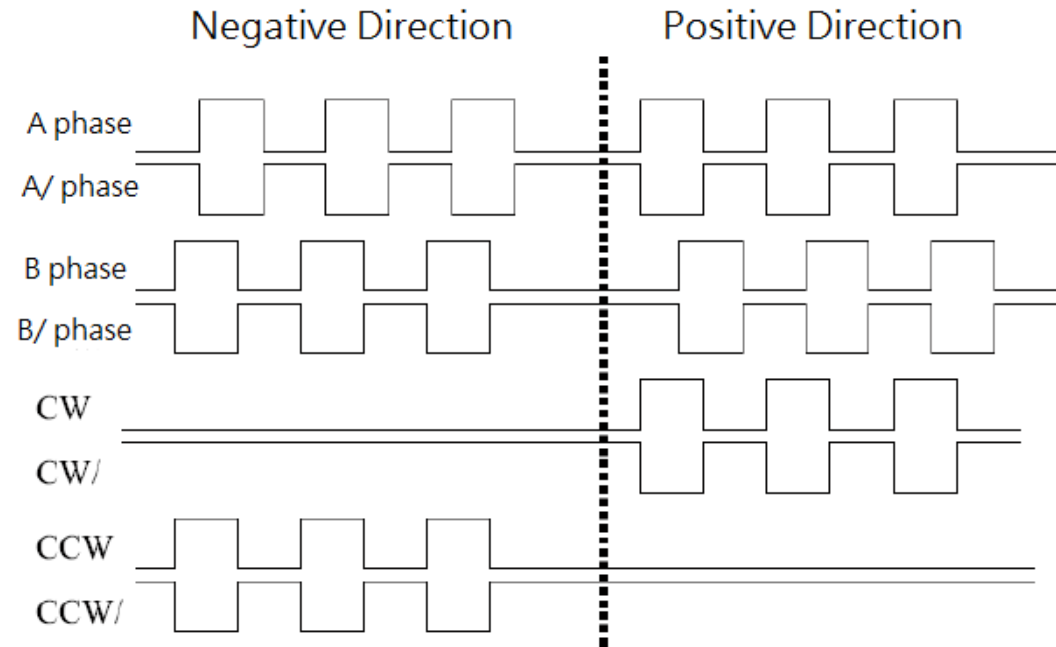 Negative Direction
Positive Direction
A phase
A/ phase
B phase
B/ phase
CW
CW/
CCW
CCW/